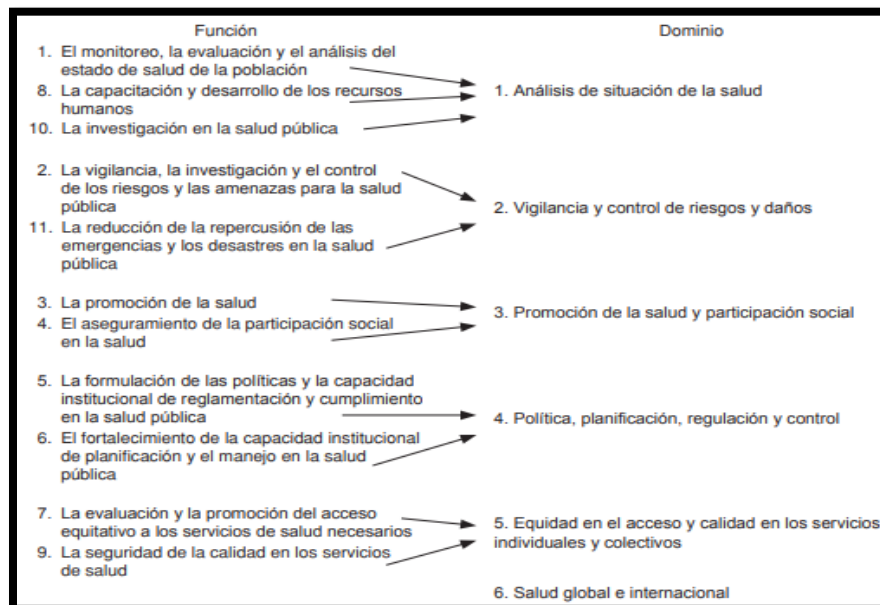 Función
Dominio
1. El monitoreo, la evaluación y el análisis del
estado de salud de la población
8. La capacitación y desarrollo de los recursos
humanos
10. La investigación en la salud pública
1. Análisis de situación de la salud
2. La vigilancia, la investigación y el control
de los riesgos y las amenazas para la salud
pública
11. La reducción de la repercusión de las
emergencias y los desastres en la salud
pública
2. Vigilancia y control de riesgos y daños
3. La promoción de la salud
4. El aseguramiento de la participación social
en la salud
3. Promoción de la salud y participación social
5. La formulación de las políticas y la capacidad
institucional de reglamentación y cumplimiento
en la salud pública
6. El fortalecimiento de la capacidad institucional
de planificación y el manejo en la salud
pública
4. Política, planificación, regulación y control
7. La evaluación y la promoción del acceso
equitativo a los servicios de salud necesarios
9. La seguridad de la calidad en los servicios
de salud
5. Equidad en el acceso y calidad en los servicios
individuales y colectivos
6. Salud global e internacional